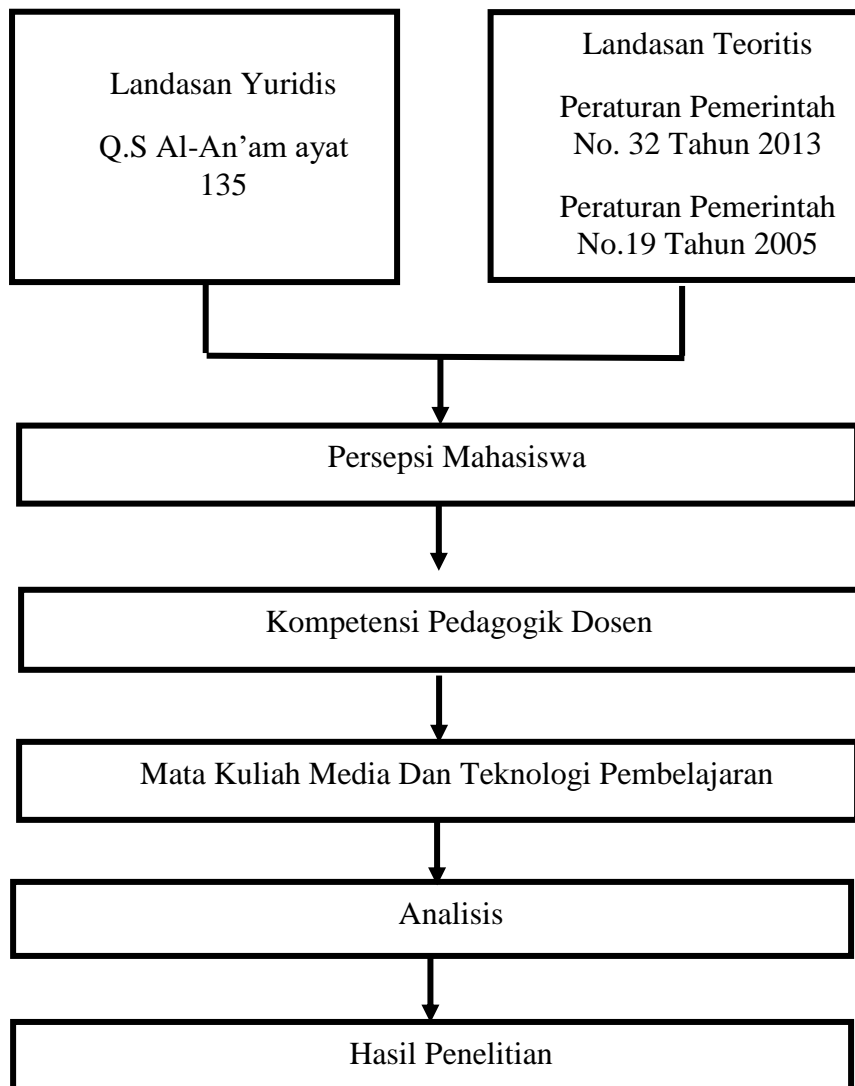 Landasan Yuridis
Q.S Al-An’am ayat
135
Landasan Teoritis
Peraturan Pemerintah
No. 32 Tahun 2013
Peraturan Pemerintah
No.19 Tahun 2005
Persepsi Mahasiswa
Kompetensi Pedagogik Dosen
Mata Kuliah Media Dan Teknologi Pembelajaran
Analisis
Hasil Penelitian